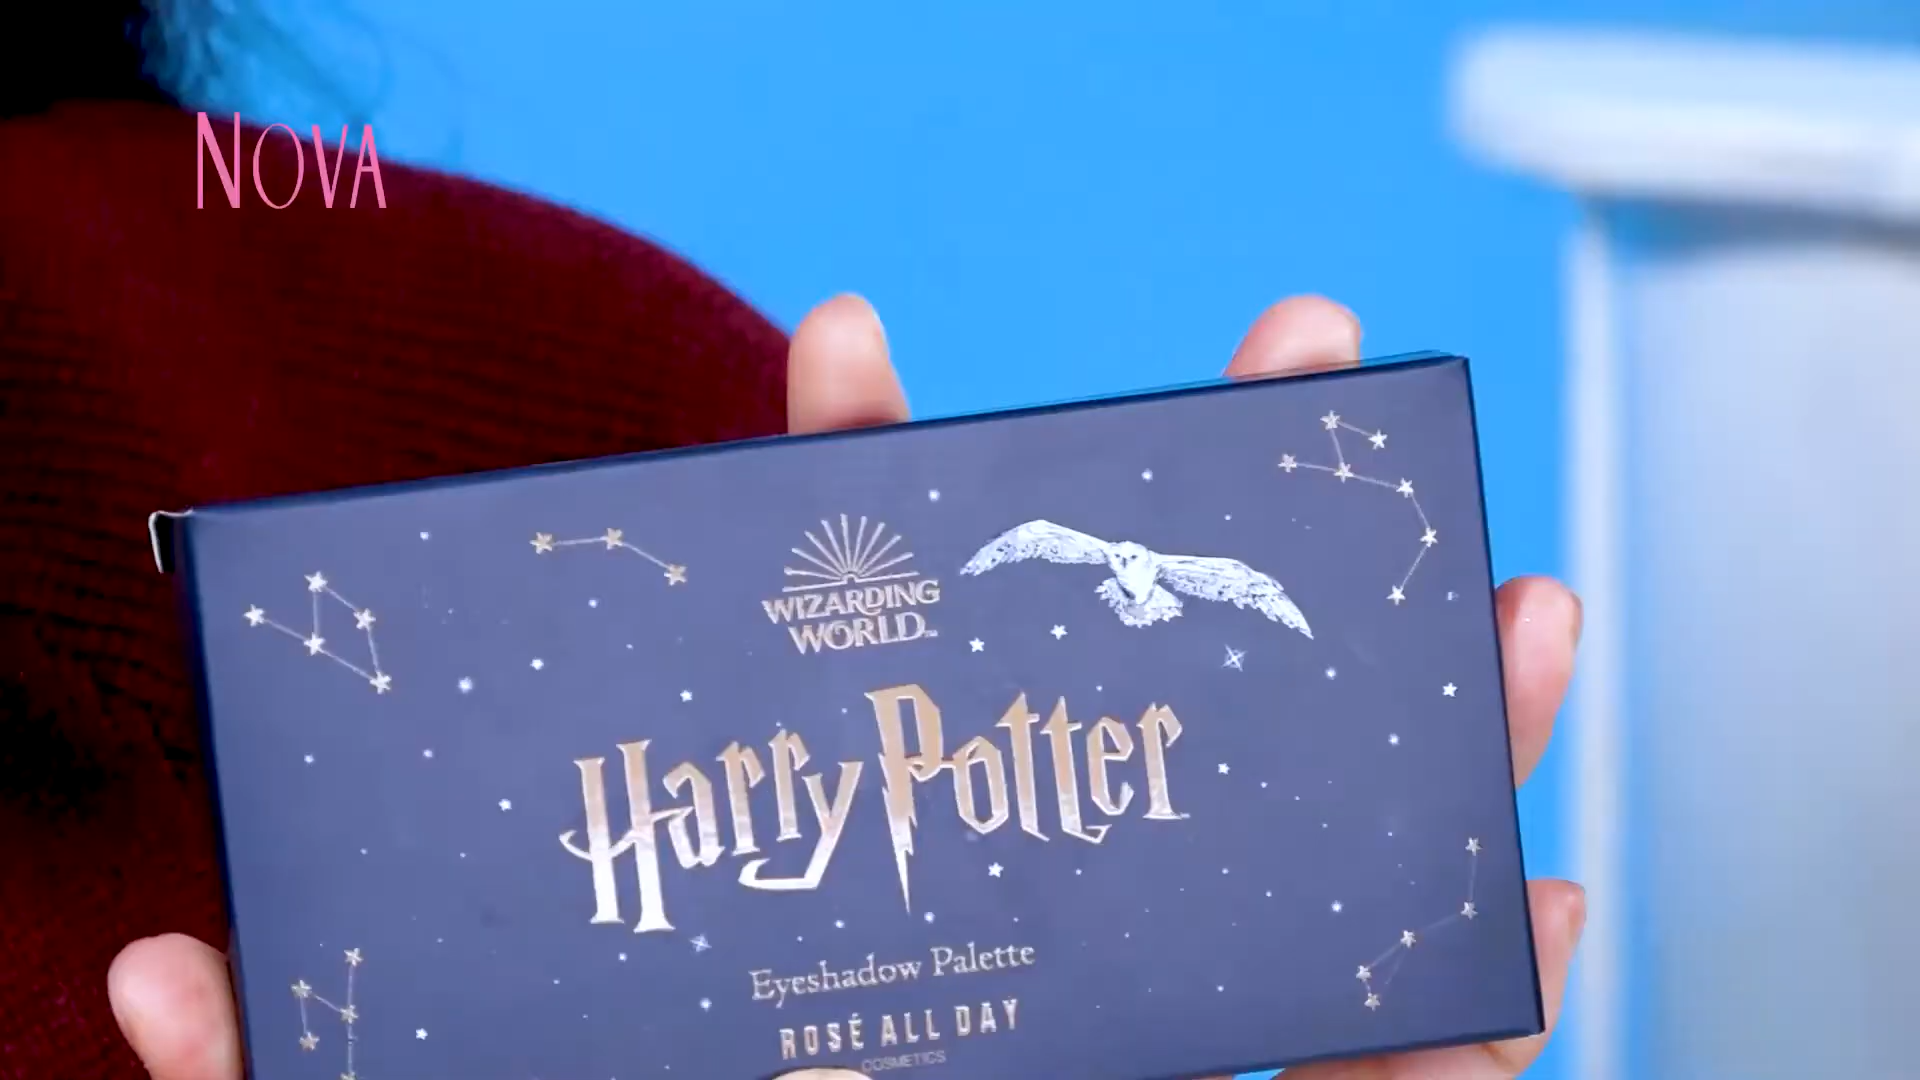 NOVA
WIZARDING
WORLD
Harry Potter
Eyeshadow Palette
ROSÉ ALL DAY
COSMETICS